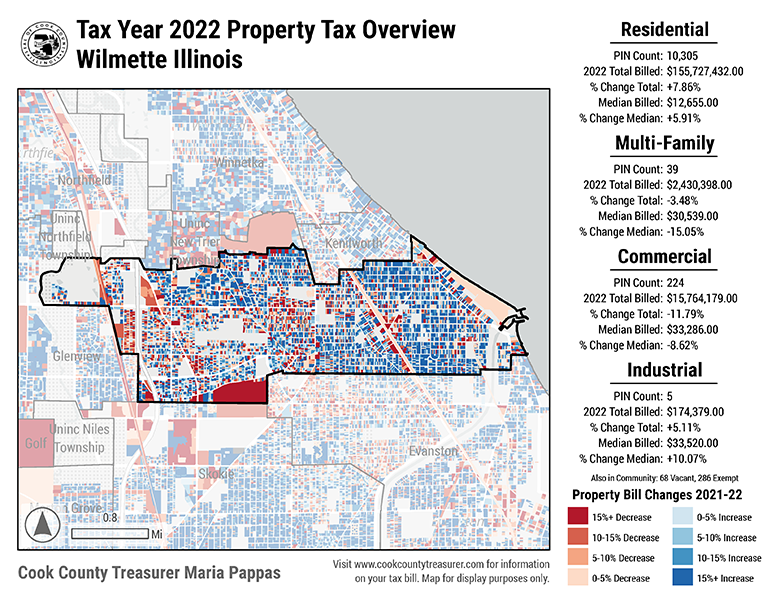 Tax Year 2022 Property Tax Overview
Wilmette Illinois
Winnetka
Northfield
Uninc
Northfield
Township
Uninc
New Trier
Township
Kenilworth
Glenview
Golf
Uninc Niles
Township
Skokie
Evanston
Grove
0.8
Mi
Cook County Treasurer Maria Pappas
Visit www.cookcountytreasurer.com for information
on your tax bill. Map for display purposes only.
Residential
PIN Count: 10,305
2022 Total Billed: $155,727,432.00
% Change Total: +7.86%
Median Billed: $12,655.00
% Change Median: +5.91%
Multi-Family
PIN Count: 39
2022 Total Billed: $2,430,398.00
% Change Total: -3.48%
Median Billed: $30,539.00
% Change Median: -15.05%
Commercial
PIN Count: 224
2022 Total Billed: $15,764,179.00
% Change Total: -11.79%
Median Billed: $33,286.00
% Change Median: -8.62%
Industrial
PIN Count: 5
2022 Total Billed: $174,379.00
% Change Total: +5.11%
Median Billed: $33,520.00
% Change Median: +10.07%
Also in Community: 68 Vacant, 286 Exempt
Property Bill Changes 2021-22
15%+ Decrease 0-5% Increase
10-15% Decrease 5-10% Increase
5-10% Decrease 10-15% Increase
0-5% Decrease 15%+ Increase